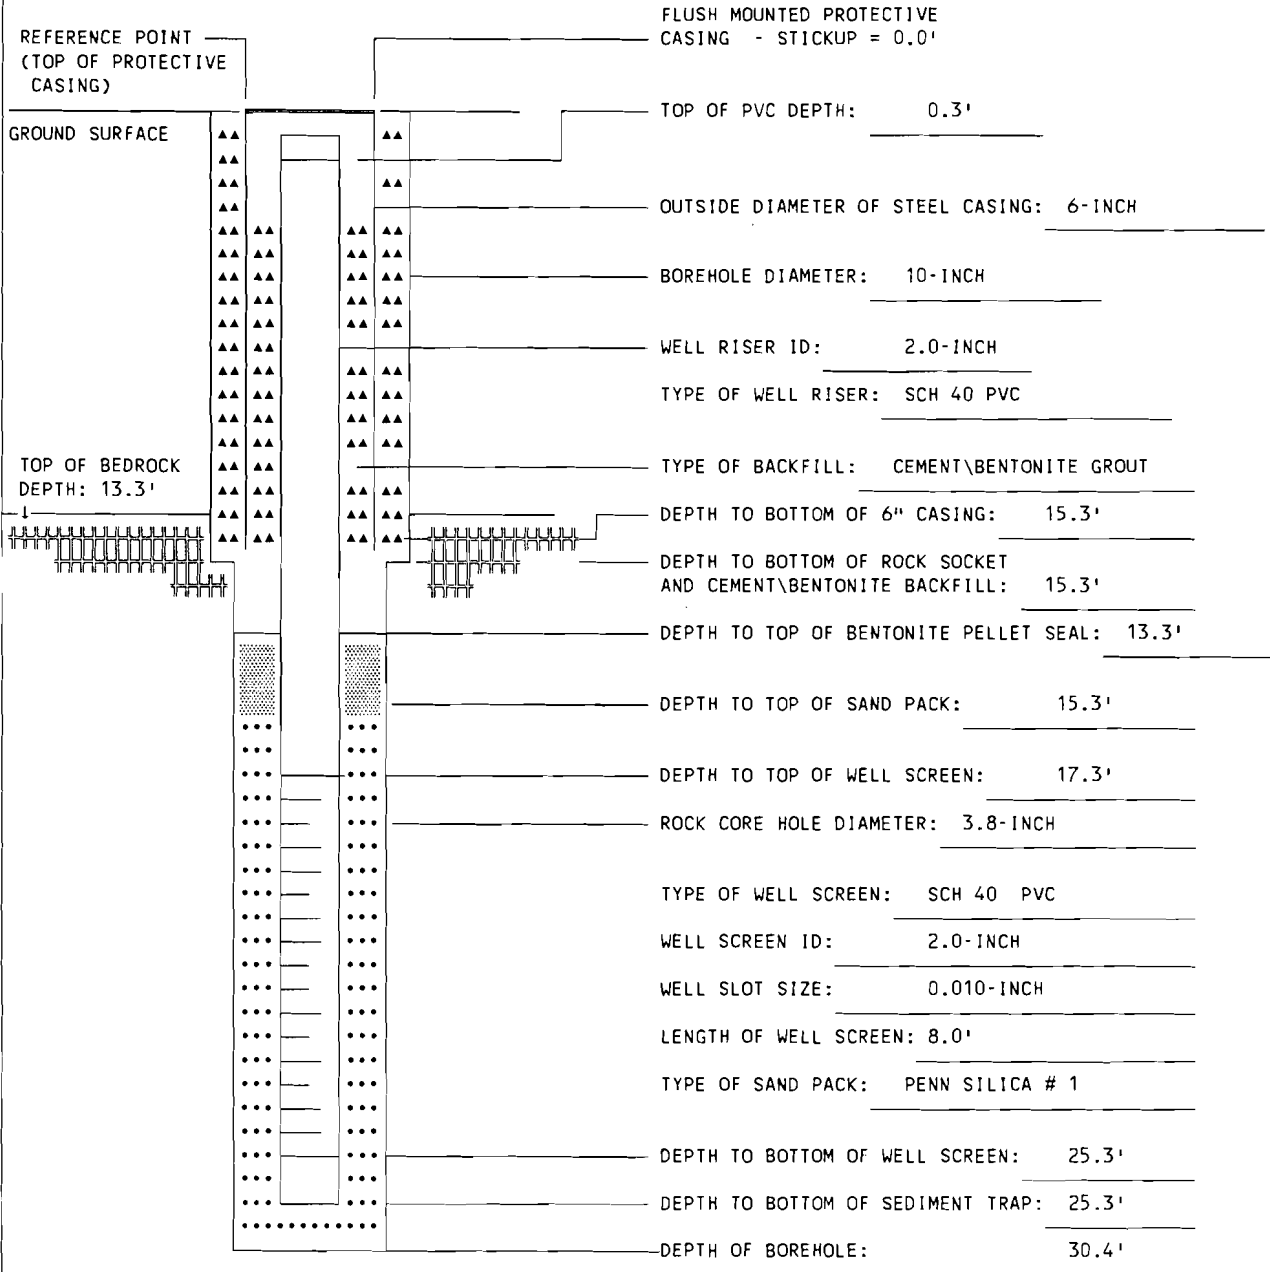 FLUSH MOUNTED PROTECTIVE
CASING - STICKUP = 0.0'
REFERENCE POINT
(TOP OF PROTECTIVE
CASING)
TOP OF PVC DEPTH: 0.3'
GROUND SURFACE
OUTSIDE DIAMETER OF STEEL CASING: 6-INCH
BOREHOLE DIAMETER: 10-INCH
WELL RISER ID: 2.0-INCH
TYPE OF WELL RISER: SCH 40 PVC
TOP OF BEDROCK
DEPTH: 13.3'
TYPE OF BACKFILL: CEMENT\BENTONITE GROUT
DEPTH TO BOTTOM OF 6" CASING: 15.3'
DEPTH TO BOTTOM OF ROCK SOCKET
AND CEMENT\BENTONITE BACKFILL: 15.3'
DEPTH TO TOP OF BENTONITE PELLET SEAL: 13.3'
DEPTH TO TOP OF SAND PACK: 15.3'
DEPTH TO TOP OF WELL SCREEN: 17.3'
ROCK CORE HOLE DIAMETER: 3.8-INCH
TYPE OF WELL SCREEN: SCH 40 PVC
WELL SCREEN ID: 2.0-INCH
WELL SLOT SIZE: 0.010-INCH
LENGTH OF WELL SCREEN: 8.0'
TYPE OF SAND PACK: PENN SILICA # 1
DEPTH TO BOTTOM OF WELL SCREEN: 25.3'
DEPTH TO BOTTOM OF SEDIMENT TRAP: 25.3'
DEPTH OF BOREHOLE: 30.4'